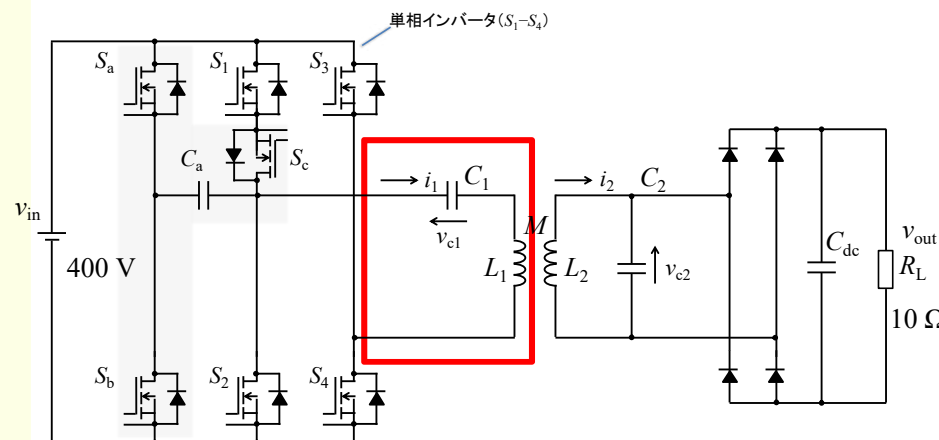 単相インバータ(S₁–S₄)
Sa S₁ S₃
Ca Sc
i₁ C₁ i₂ C₂
vin vc1 M vout
400 V L₁ L₂ vc2 Cdc RL
10 Ω
Sb S₂ S₄